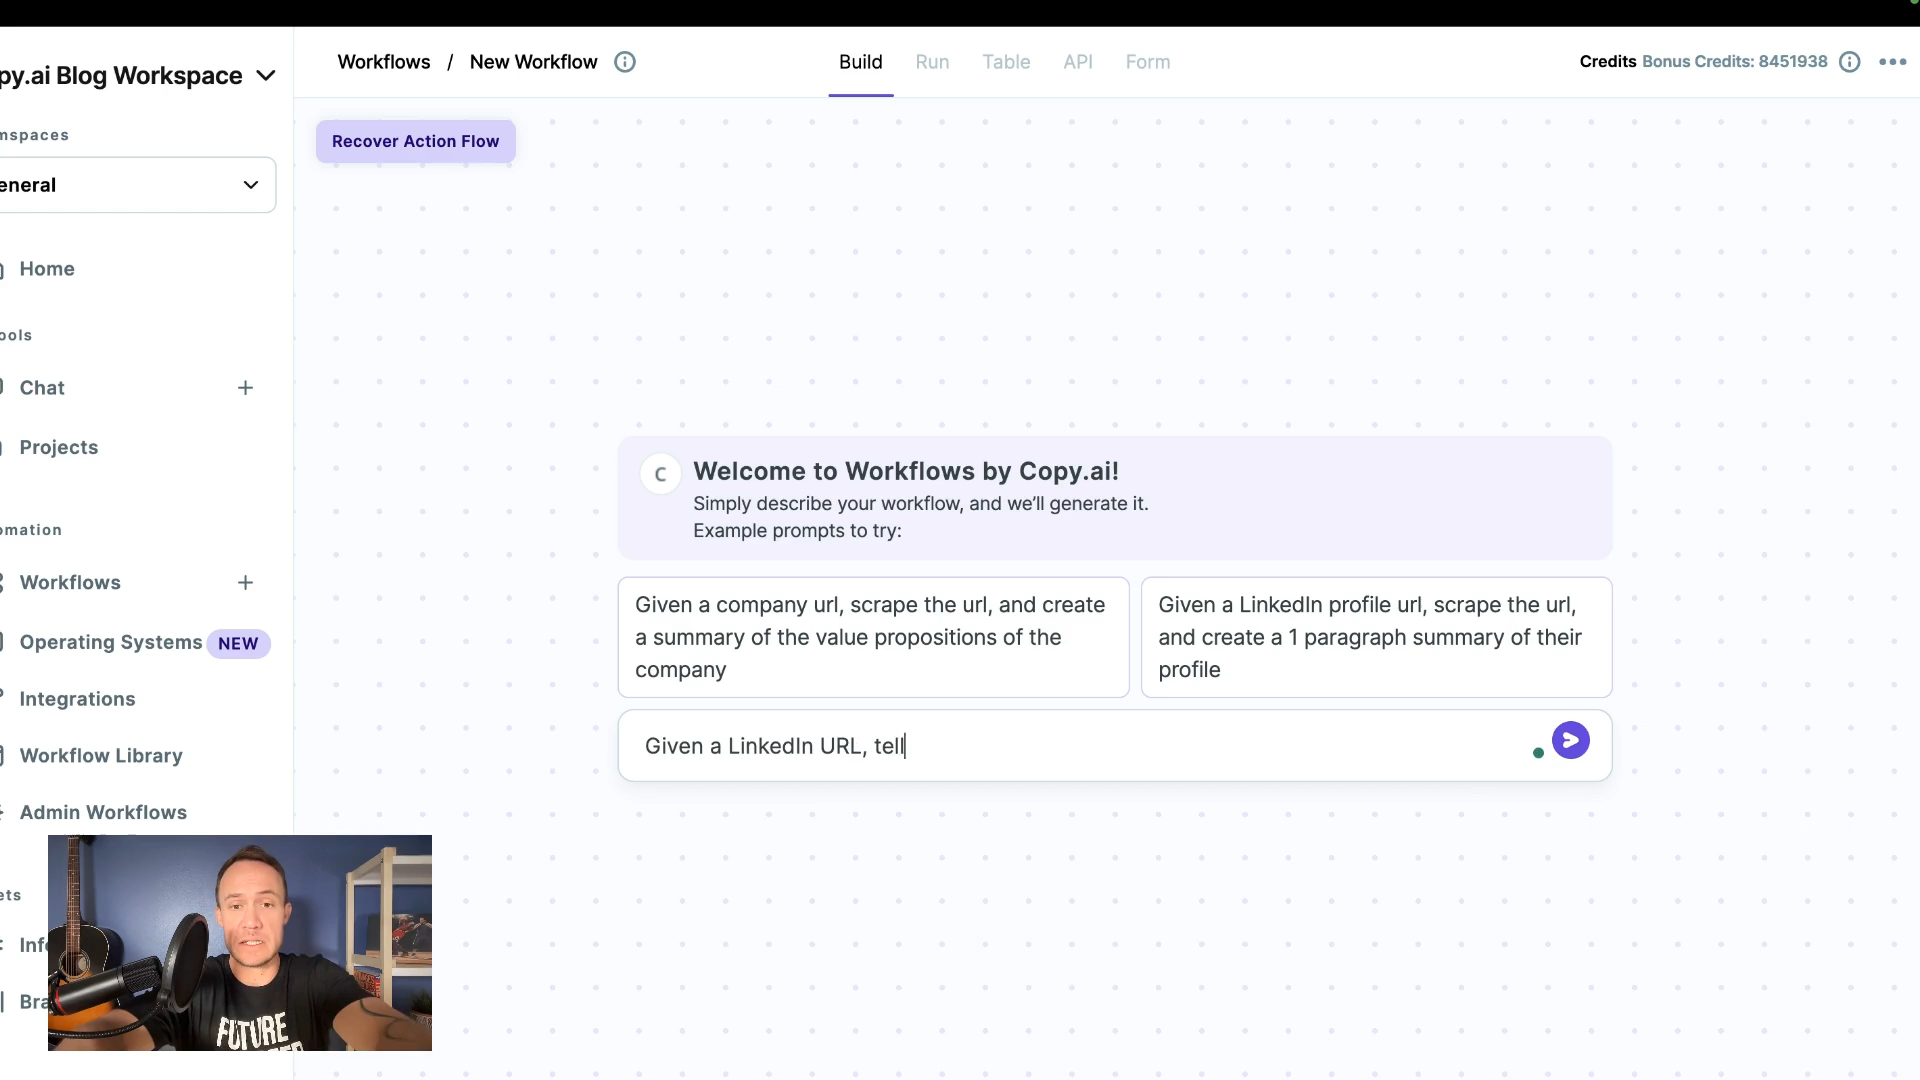 py.ai Blog Workspace
mspaces
eneral
Home
ools
Chat
Projects
omation
Workflows
Operating Systems NEW
Integrations
Workflow Library
Admin Workflows
ets
Inf
Bra
Workflows / New Workflow
Build Run Table API Form
Credits Bonus Credits: 8451938
Recover Action Flow
C
Welcome to Workflows by Copy.ai!
Simply describe your workflow, and we’ll generate it.
Example prompts to try:
Given a company url, scrape the url, and create
a summary of the value propositions of the
company
Given a LinkedIn profile url, scrape the url,
and create a 1 paragraph summary of their
profile
Given a LinkedIn URL, tell
FUTURE